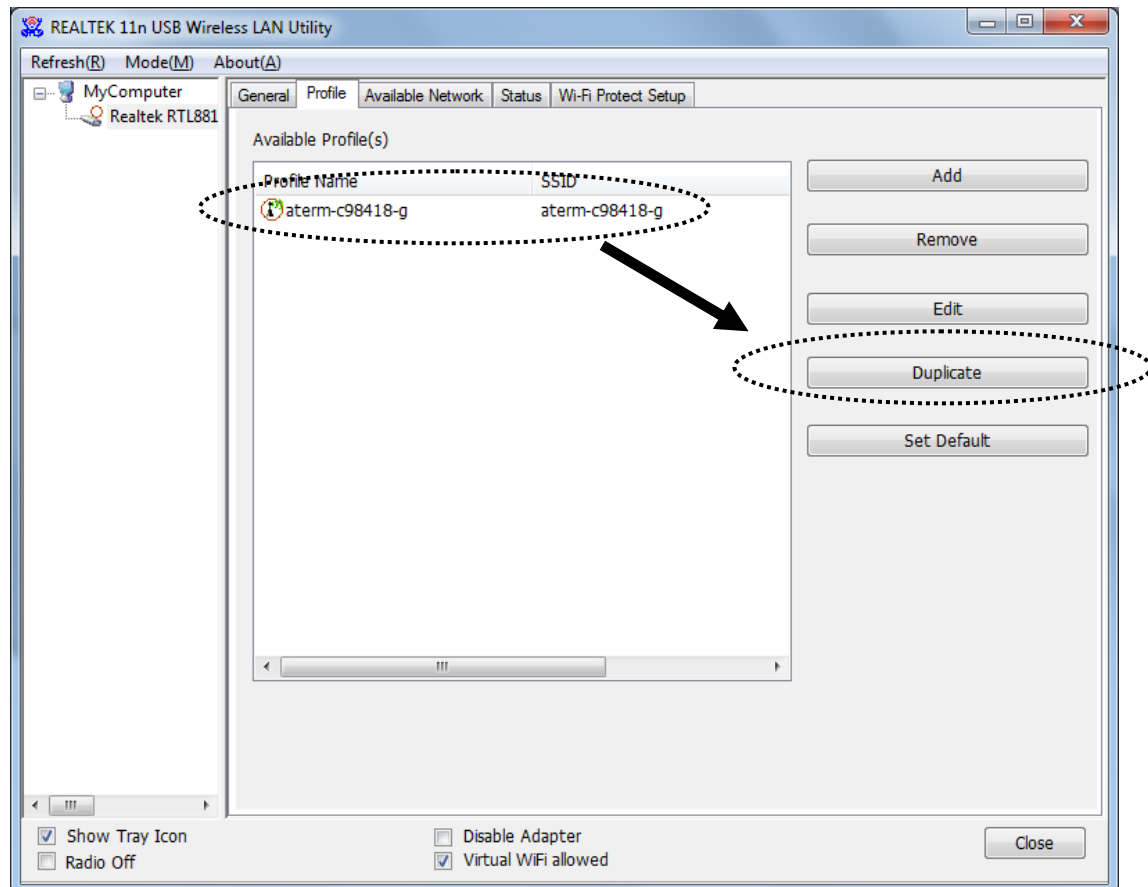 REALTEK 11n USB Wireless LAN Utility
Refresh(R) Mode(M) About(A)
MyComputer
Realtek RTL881
General Profile Available Network Status Wi-Fi Protect Setup
Available Profile(s)
Profile Name SSID
aterm-c98418-g aterm-c98418-g
Add
Remove
Edit
Duplicate
Set Default
Show Tray Icon
Radio Off
Disable Adapter
Virtual WiFi allowed
Close